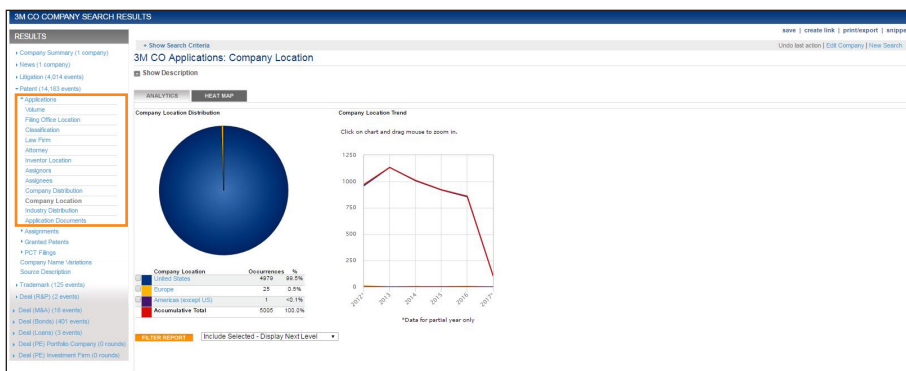 3M CO COMPANY SEARCH RESULTS
save | create link | print/export | snippe
RESULTS
Undo last action | Edit Company | New Search
+ Show Search Criteria
3M CO Applications: Company Location
Show Description
Company Summary (1 company)
News (1 company)
Litigation (4,014 events)
Patent (14,183 events)
Applications
Volume
Filing Office Location
Classification
Law Firm
Attorney
Inventor Location
Assignors
Assignees
Company Distribution
Company Location
Industry Distribution
Application Documents
Assignments
Granted Patents
PCT Filings
Company Name Variations
Source Description
Trademark (125 events)
Deal (R&P) (2 events)
Deal (M&A) (16 events)
Deal (Bonds) (401 events)
Deal (Loans) (3 events)
Deal (PE) Portfolio Company (0 rounds)
Deal (PE) Investment Firm (0 rounds)
ANALYTICS HEAT MAP
Company Location Distribution
Company Location Occurrences %
United States 4979 99.5%
Europe 25 0.5%
Americas (except US) 1 <0.1%
Accumulative Total 5005 100.0%
FILTER REPORT Include Selected - Display Next Level
Company Location Trend
Click on chart and drag mouse to zoom in.
1250
1000
750
500
250
0
2012* 2013 2014 2015 2016 2017*
*Data for partial year only